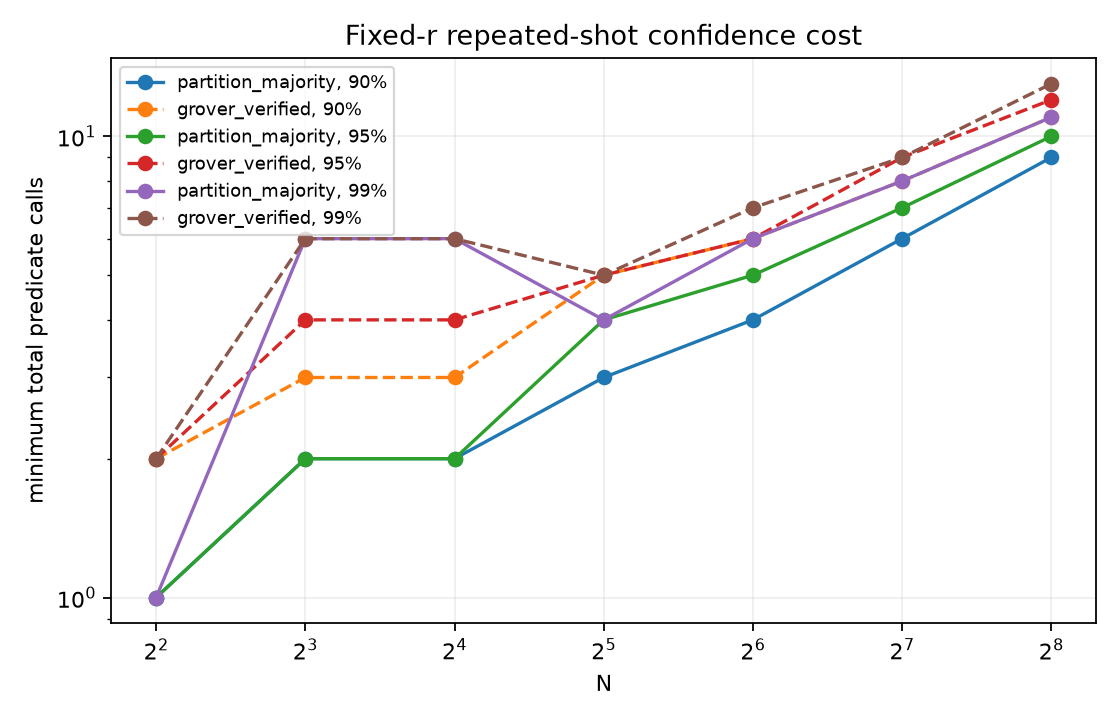 Fixed-r repeated-shot confidence cost
partition_majority, 90%
grover_verified, 90%
partition_majority, 95%
grover_verified, 95%
partition_majority, 99%
grover_verified, 99%
minimum total predicate calls
10¹
10⁰
2² 2³ 2⁴ 2⁵ 2⁶ 2⁷ 2⁸
N